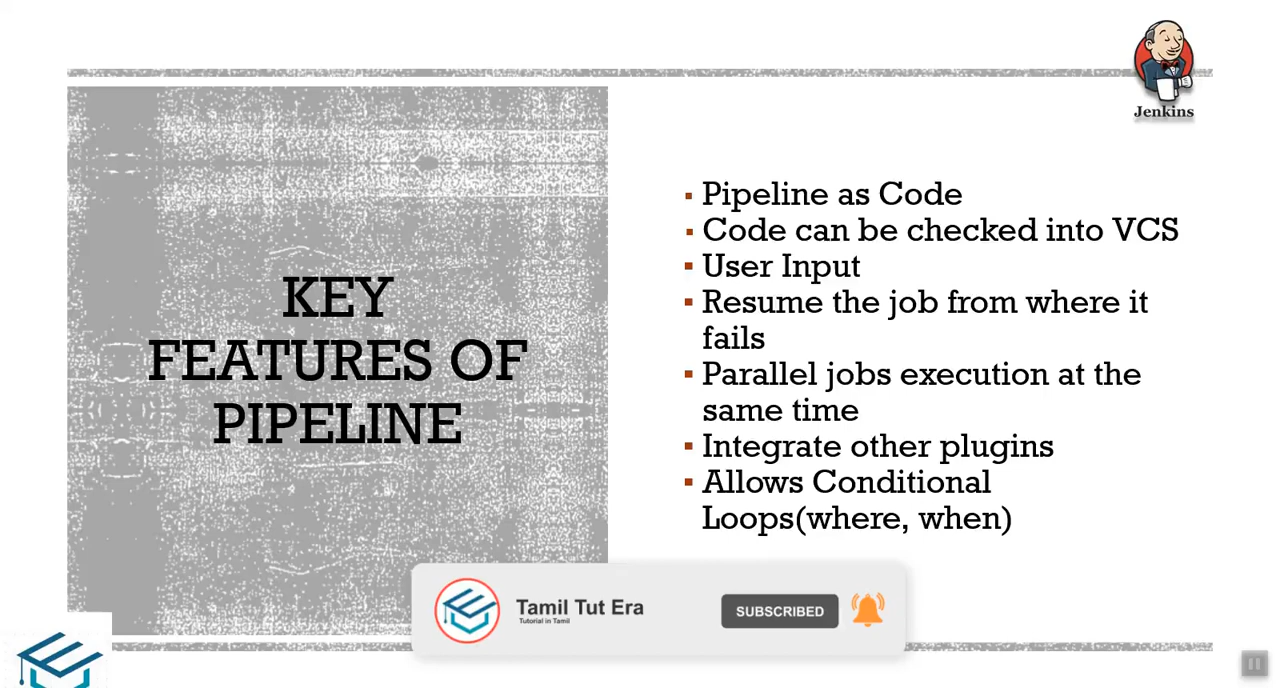 Jenkins
KEY
FEATURES OF
PIPELINE
▪ Pipeline as Code
▪ Code can be checked into VCS
▪ User Input
▪ Resume the job from where it
fails
▪ Parallel jobs execution at the
same time
▪ Integrate other plugins
▪ Allows Conditional
Loops(where, when)
Tamil Tut Era
Tutorial in Tamil
SUBSCRIBED